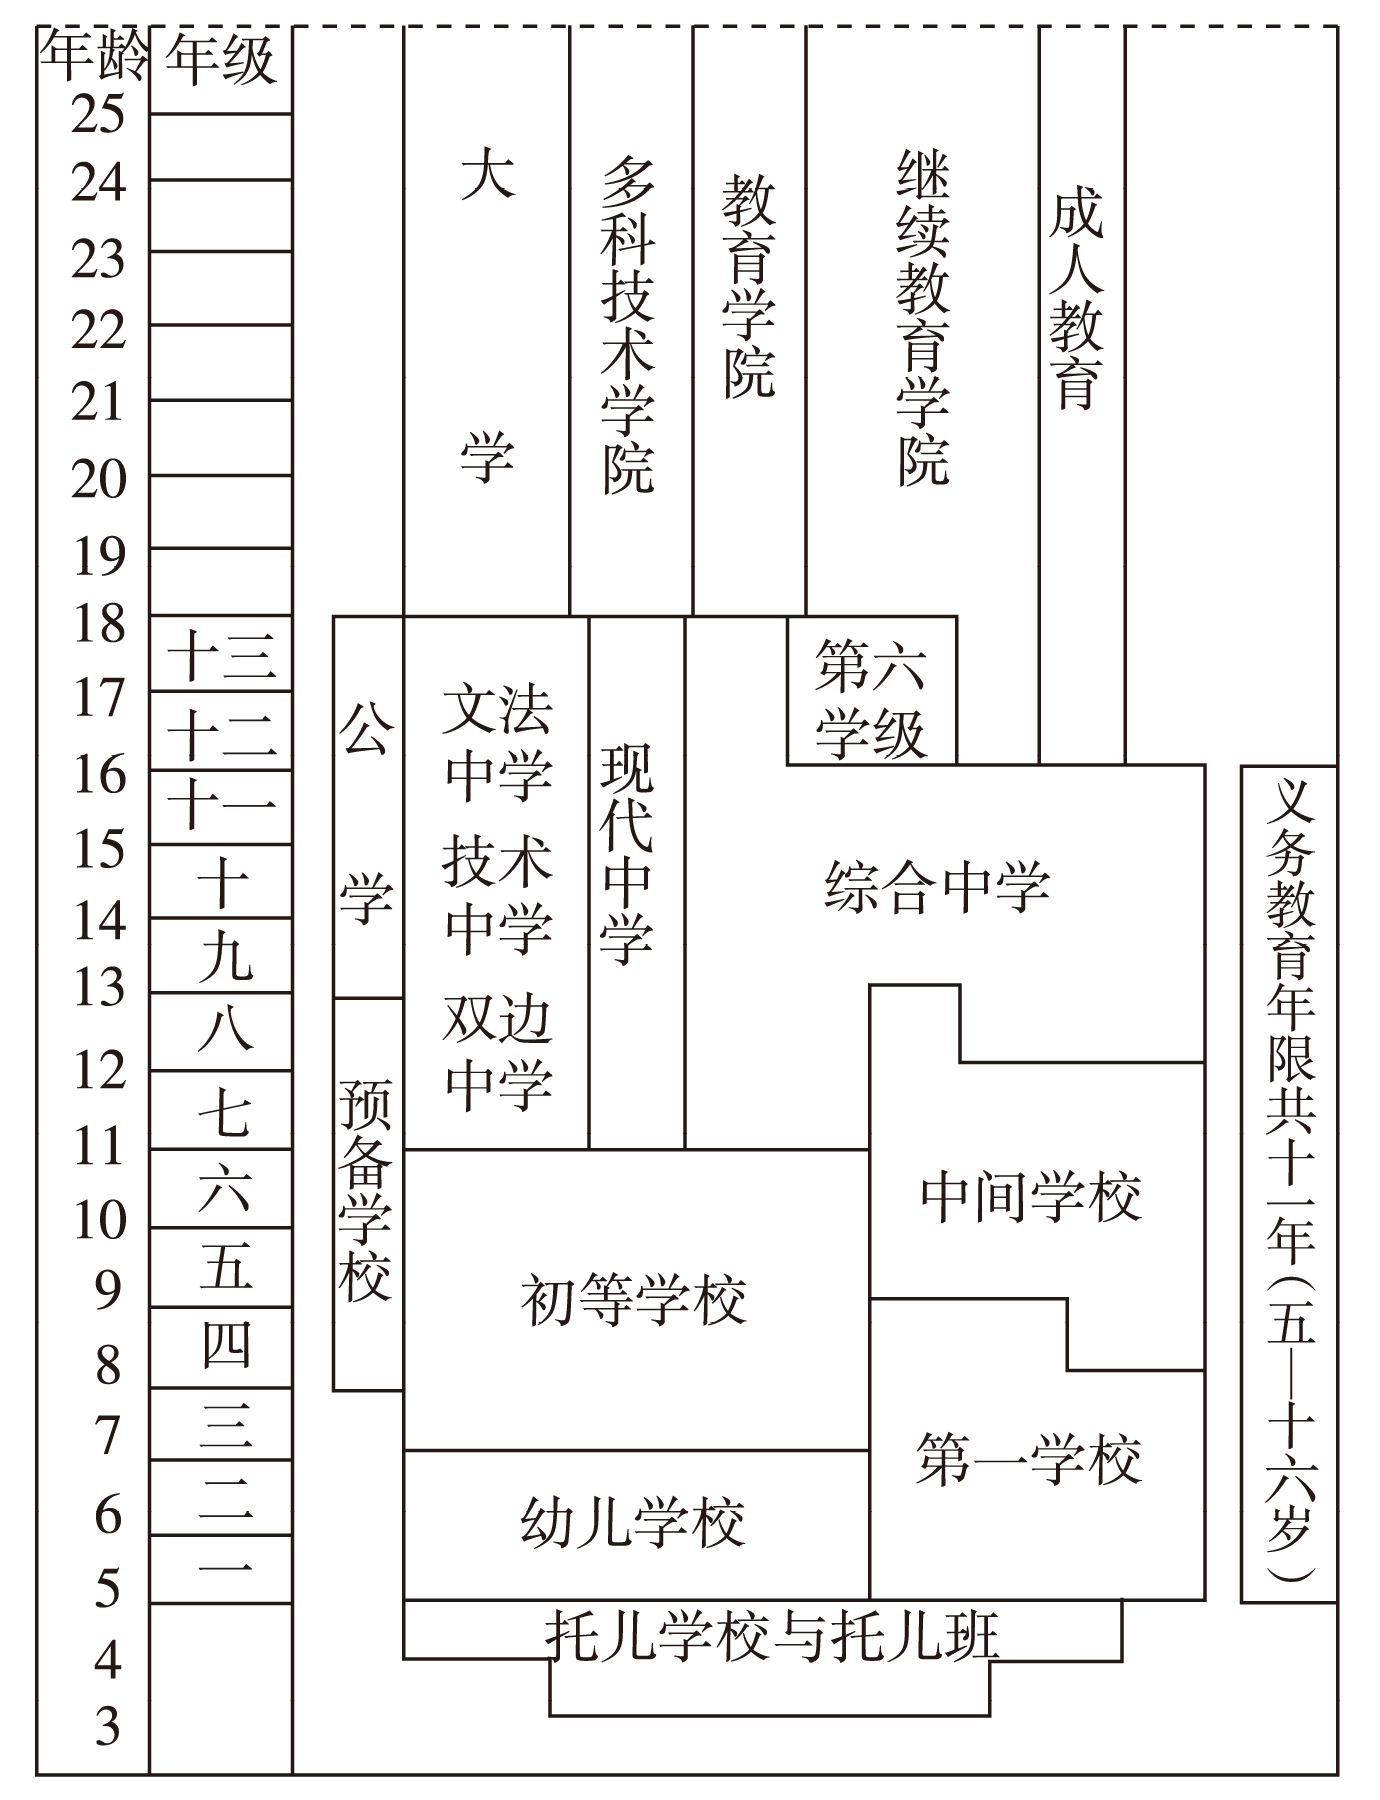 年龄
年级
25
24
23
22
21
20
19
18
17
16
15
14
13
12
11
10
9
8
7
6
5
4
3
十三
十二
十一
十
九
八
七
六
五
四
三
二
一
大学
多科技术学院
教育学院
继续教育学院
成人教育
公学
预备学校
文法
中学
技术
中学
双边
中学
现代中学
第六
学级
综合中学
中间学校
初等学校
第一学校
幼儿学校
托儿学校与托儿班
义务教育年限共十一年(五—十六岁)